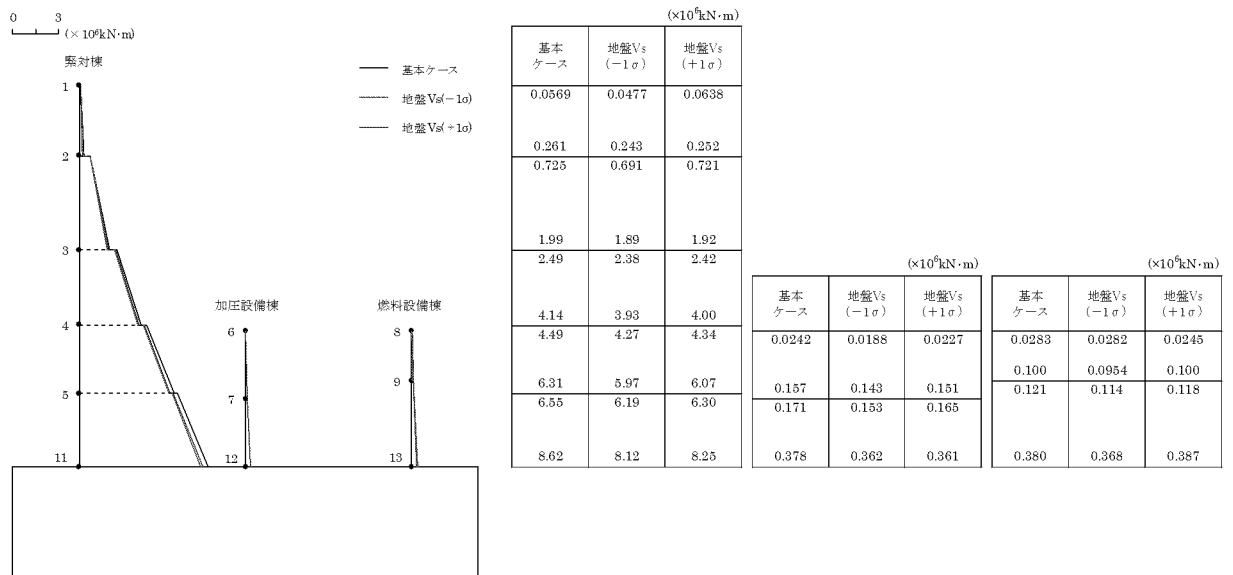 0 3
(×10⁶kN·m)
緊対棟
1
2
3
4
5
11
加圧設備棟
6
7
12
燃料設備棟
8
9
13
基本ケース
地盤Vs(−1σ)
地盤Vs(+1σ)
(×10⁶kN·m)
基本 地盤Vs 地盤Vs
ケース (−1σ) (+1σ)
0.0569 0.0477 0.0638
0.261 0.243 0.252
0.725 0.691 0.721
1.99 1.89 1.92
2.49 2.38 2.42
4.14 3.93 4.00
4.49 4.27 4.34
6.31 5.97 6.07
6.55 6.19 6.30
8.62 8.12 8.25
(×10⁶kN·m)
基本 地盤Vs 地盤Vs
ケース (−1σ) (+1σ)
0.0242 0.0188 0.0227
0.157 0.143 0.151
0.171 0.153 0.165
0.378 0.362 0.361
(×10⁶kN·m)
基本 地盤Vs 地盤Vs
ケース (−1σ) (+1σ)
0.0283 0.0282 0.0245
0.100 0.0954 0.100
0.121 0.114 0.118
0.380 0.368 0.387